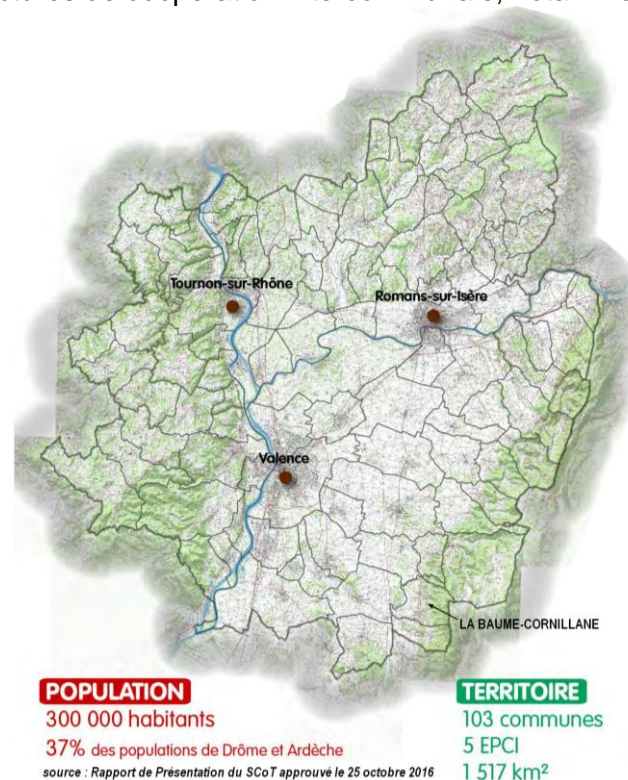 Tournon-sur-Rhône
Romans-sur-Isère
Valence
LA BAUME-CORNILLANE
POPULATION
300 000 habitants
37% des populations de Drôme et Ardèche
source : Rapport de Présentation du SCoT approuvé le 25 octobre 2016
TERRITOIRE
103 communes
5 EPCI
1 517 km²